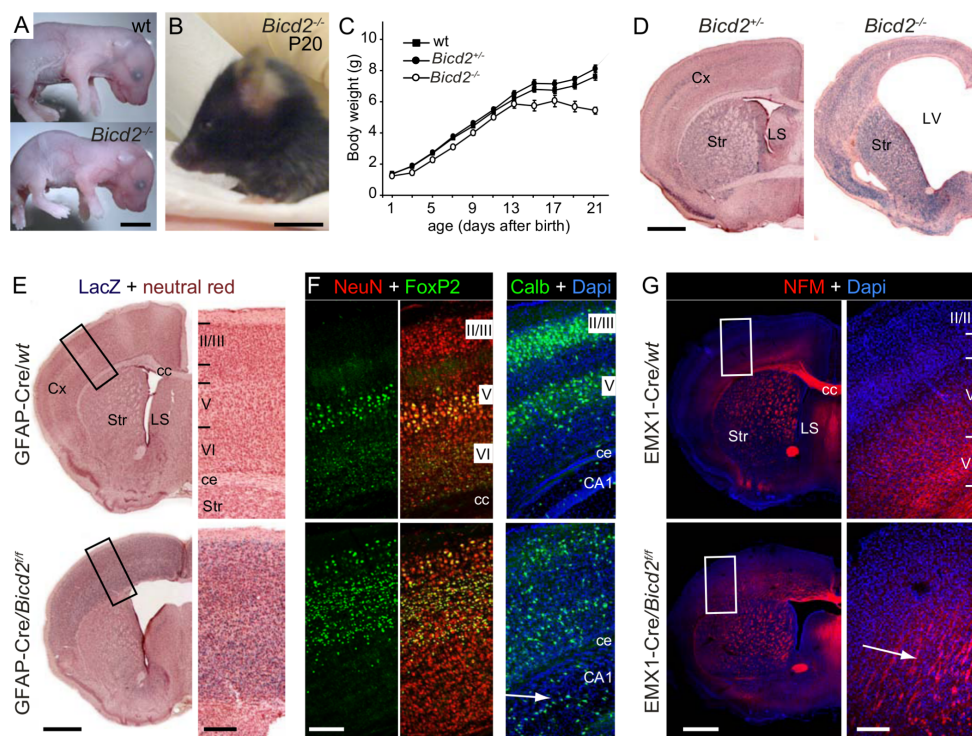 A
wt
Bicd2-/-
B
Bicd2-/-
P20
C
wt
Bicd2+/-
Bicd2-/-
Body weight (g)
10
8
6
4
2
0
1
5
9
13
17
21
age (days after birth)
D
Bicd2+/-
Bicd2-/-
Cx
Str
LS
LV
Str
E
LacZ + neutral red
GFAP-Cre/wt
Cx
Str
cc
LS
II/III
V
VI
ce
Str
GFAP-Cre/Bicd2f/f
F
NeuN + FoxP2
Calb + Dapi
II/III
V
VI
cc
II/III
V
ce
CA1
ce
CA1
G
NFM + Dapi
EMX1-Cre/wt
Str
LS
cc
II/II
V
V
EMX1-Cre/Bicd2f/f